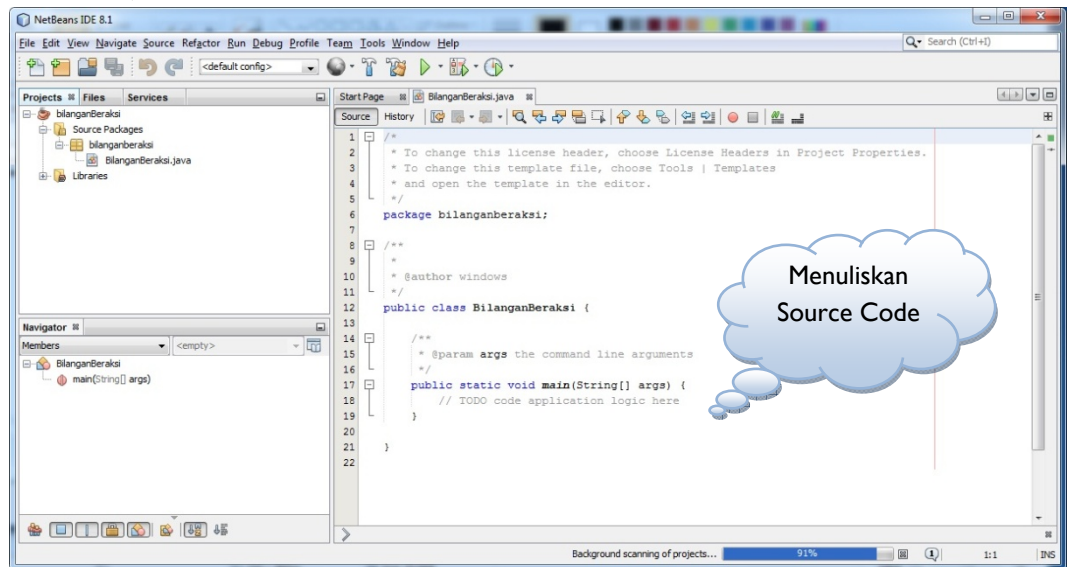 NetBeans IDE 8.1
File Edit View Navigate Source Refactor Run Debug Profile Team Tools Window Help
Search (Ctrl+I)
<default config>
Projects Files Services
bilanganBeraksi
Source Packages
bilanganberaksi
BilanganBeraksi.java
Libraries
Navigator
Members <empty>
BilanganBeraksi
main(String[] args)
Start Page BilanganBeraksi.java
Source History
1 /*
2 * To change this license header, choose License Headers in Project Properties.
3 * To change this template file, choose Tools | Templates
4 * and open the template in the editor.
5 */
6 package bilanganberaksi;
7
8 /**
9 *
10 * @author windows
11 */
12 public class BilanganBeraksi {
13
14 /**
15 * @param args the command line arguments
16 */
17 public static void main(String[] args) {
18 // TODO code application logic here
19 }
20
21 }
22
Menuliskan
Source Code
Background scanning of projects... 91% 1:1 INS